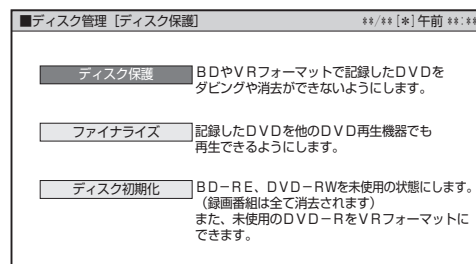 ■ディスク管理［ディスク保護］
**/**[*]午前**:**
ディスク保護
ＢＤやＶＲフォーマットで記録したＤＶＤを
ダビングや消去ができないようにします。
ファイナライズ
記録したＤＶＤを他のＤＶＤ再生機器でも
再生できるようにします。
ディスク初期化
ＢＤ－ＲＥ、ＤＶＤ－ＲＷを未使用の状態にします。
（録画番組は全て消去されます）
また、未使用のＤＶＤ－ＲをＶＲフォーマットに
できます。